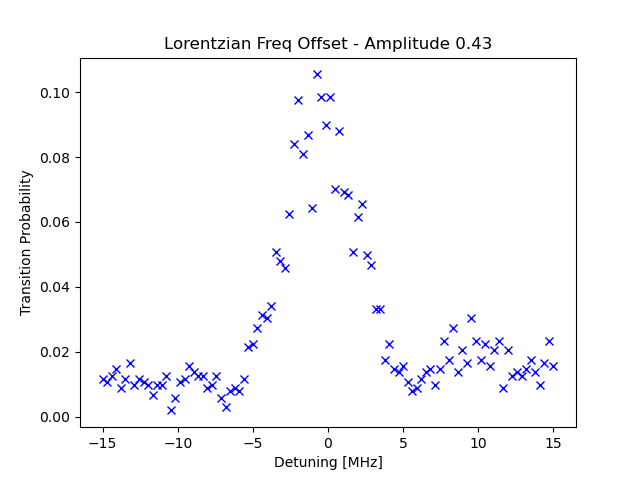 Lorentzian Freq Offset - Amplitude 0.43
0.10
0.08
0.06
0.04
0.02
0.00
Transition Probability
−15 −10 −5 0 5 10 15
Detuning [MHz]